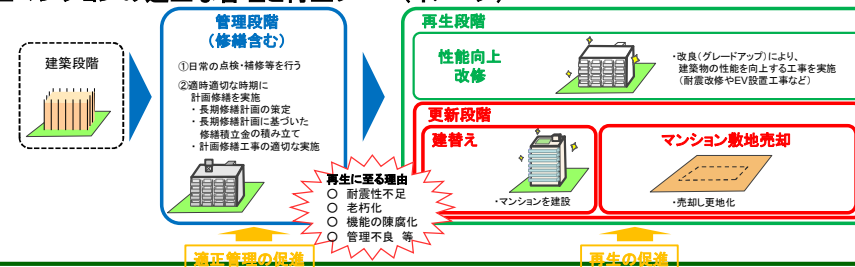 建築段階
管理段階
(修繕含む)
①日常の点検・補修等を行う
②適時適切な時期に
計画修繕を実施
・長期修繕計画の策定
・長期修繕計画に基づいた
修繕積立金の積み立て
・計画修繕工事の適切な実施
再生に至る理由
○ 耐震性不足
○ 老朽化
○ 機能の陳腐化
○ 管理不良 等
再生段階
性能向上
改修
・改良(グレードアップ)により、
建築物の性能を向上する工事を実施
(耐震改修やEV設置工事など)
更新段階
建替え
・マンションを建設
マンション敷地売却
・売却し更地化
適正管理の促進
再生の促進